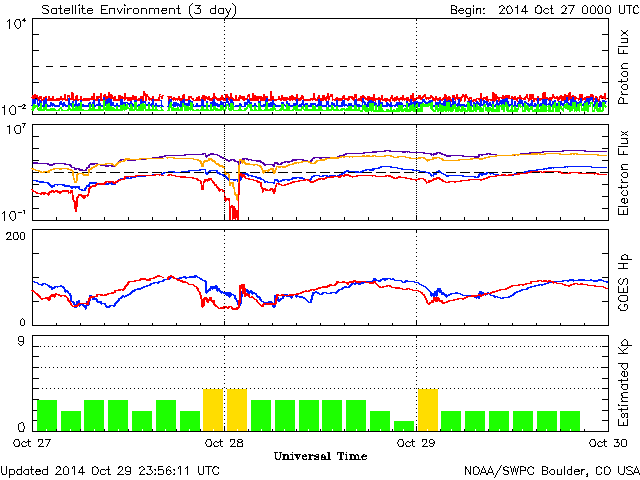 Satellite Environment (3 day) Begin: 2014 Oct 27 0000 UTC
10^4
10^-2
Proton Flux
10^7
10^-1
Electron Flux
200
0
GOES Hp
9
0
Estimated Kp
Oct 27 Oct 28 Oct 29 Oct 30
Universal Time
Updated 2014 Oct 29 23:56:11 UTC NOAA/SWPC Boulder, CO USA